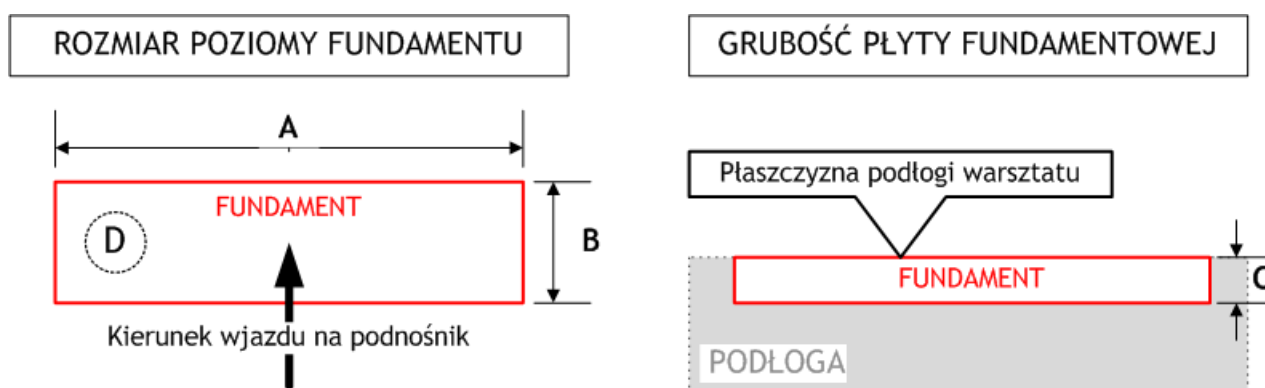 ROZMIAR POZIOMY FUNDAMENTU
A
FUNDAMENT
D
B
Kierunek wjazdu na podnośnik
GRUBOŚĆ PŁYTY FUNDAMENTOWEJ
Płaszczyzna podłogi warsztatu
FUNDAMENT
C
PODŁOGA